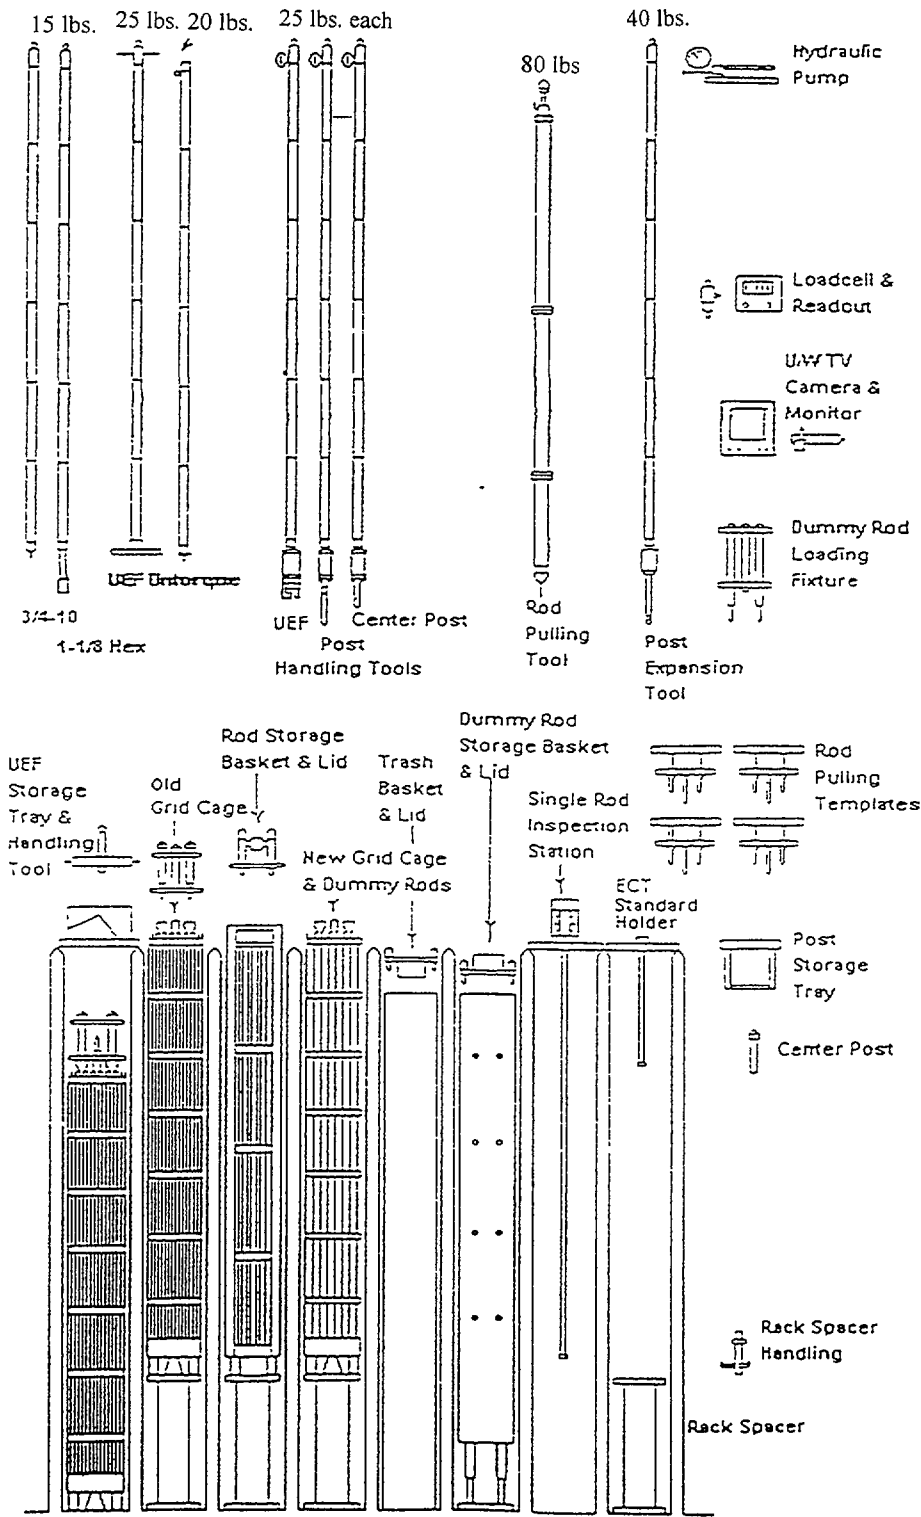 15 lbs.
25 lbs.
20 lbs.
25 lbs. each
80 lbs
40 lbs.
Hydraulic
Pump
Loadcell &
Readout
U/W TV
Camera &
Monitor
Dummy Rod
Loading
Fixture
3/4-10
1-1/8 Hex
UEF Untorque
UEF
Center Post
Post
Handling Tools
Rod
Pulling
Tool
Post
Expansion
Tool
UEF
Storage
Tray &
Handling
Tool
Old
Grid Cage
Rod Storage
Basket & Lid
New Grid Cage
& Dummy Rods
Trash
Basket
& Lid
Dummy Rod
Storage Basket
& Lid
Single Rod
Inspection
Station
ECT
Standard
Holder
Rod
Pulling
Templates
Post
Storage
Tray
Center Post
Rack Spacer
Handling
Rack Spacer